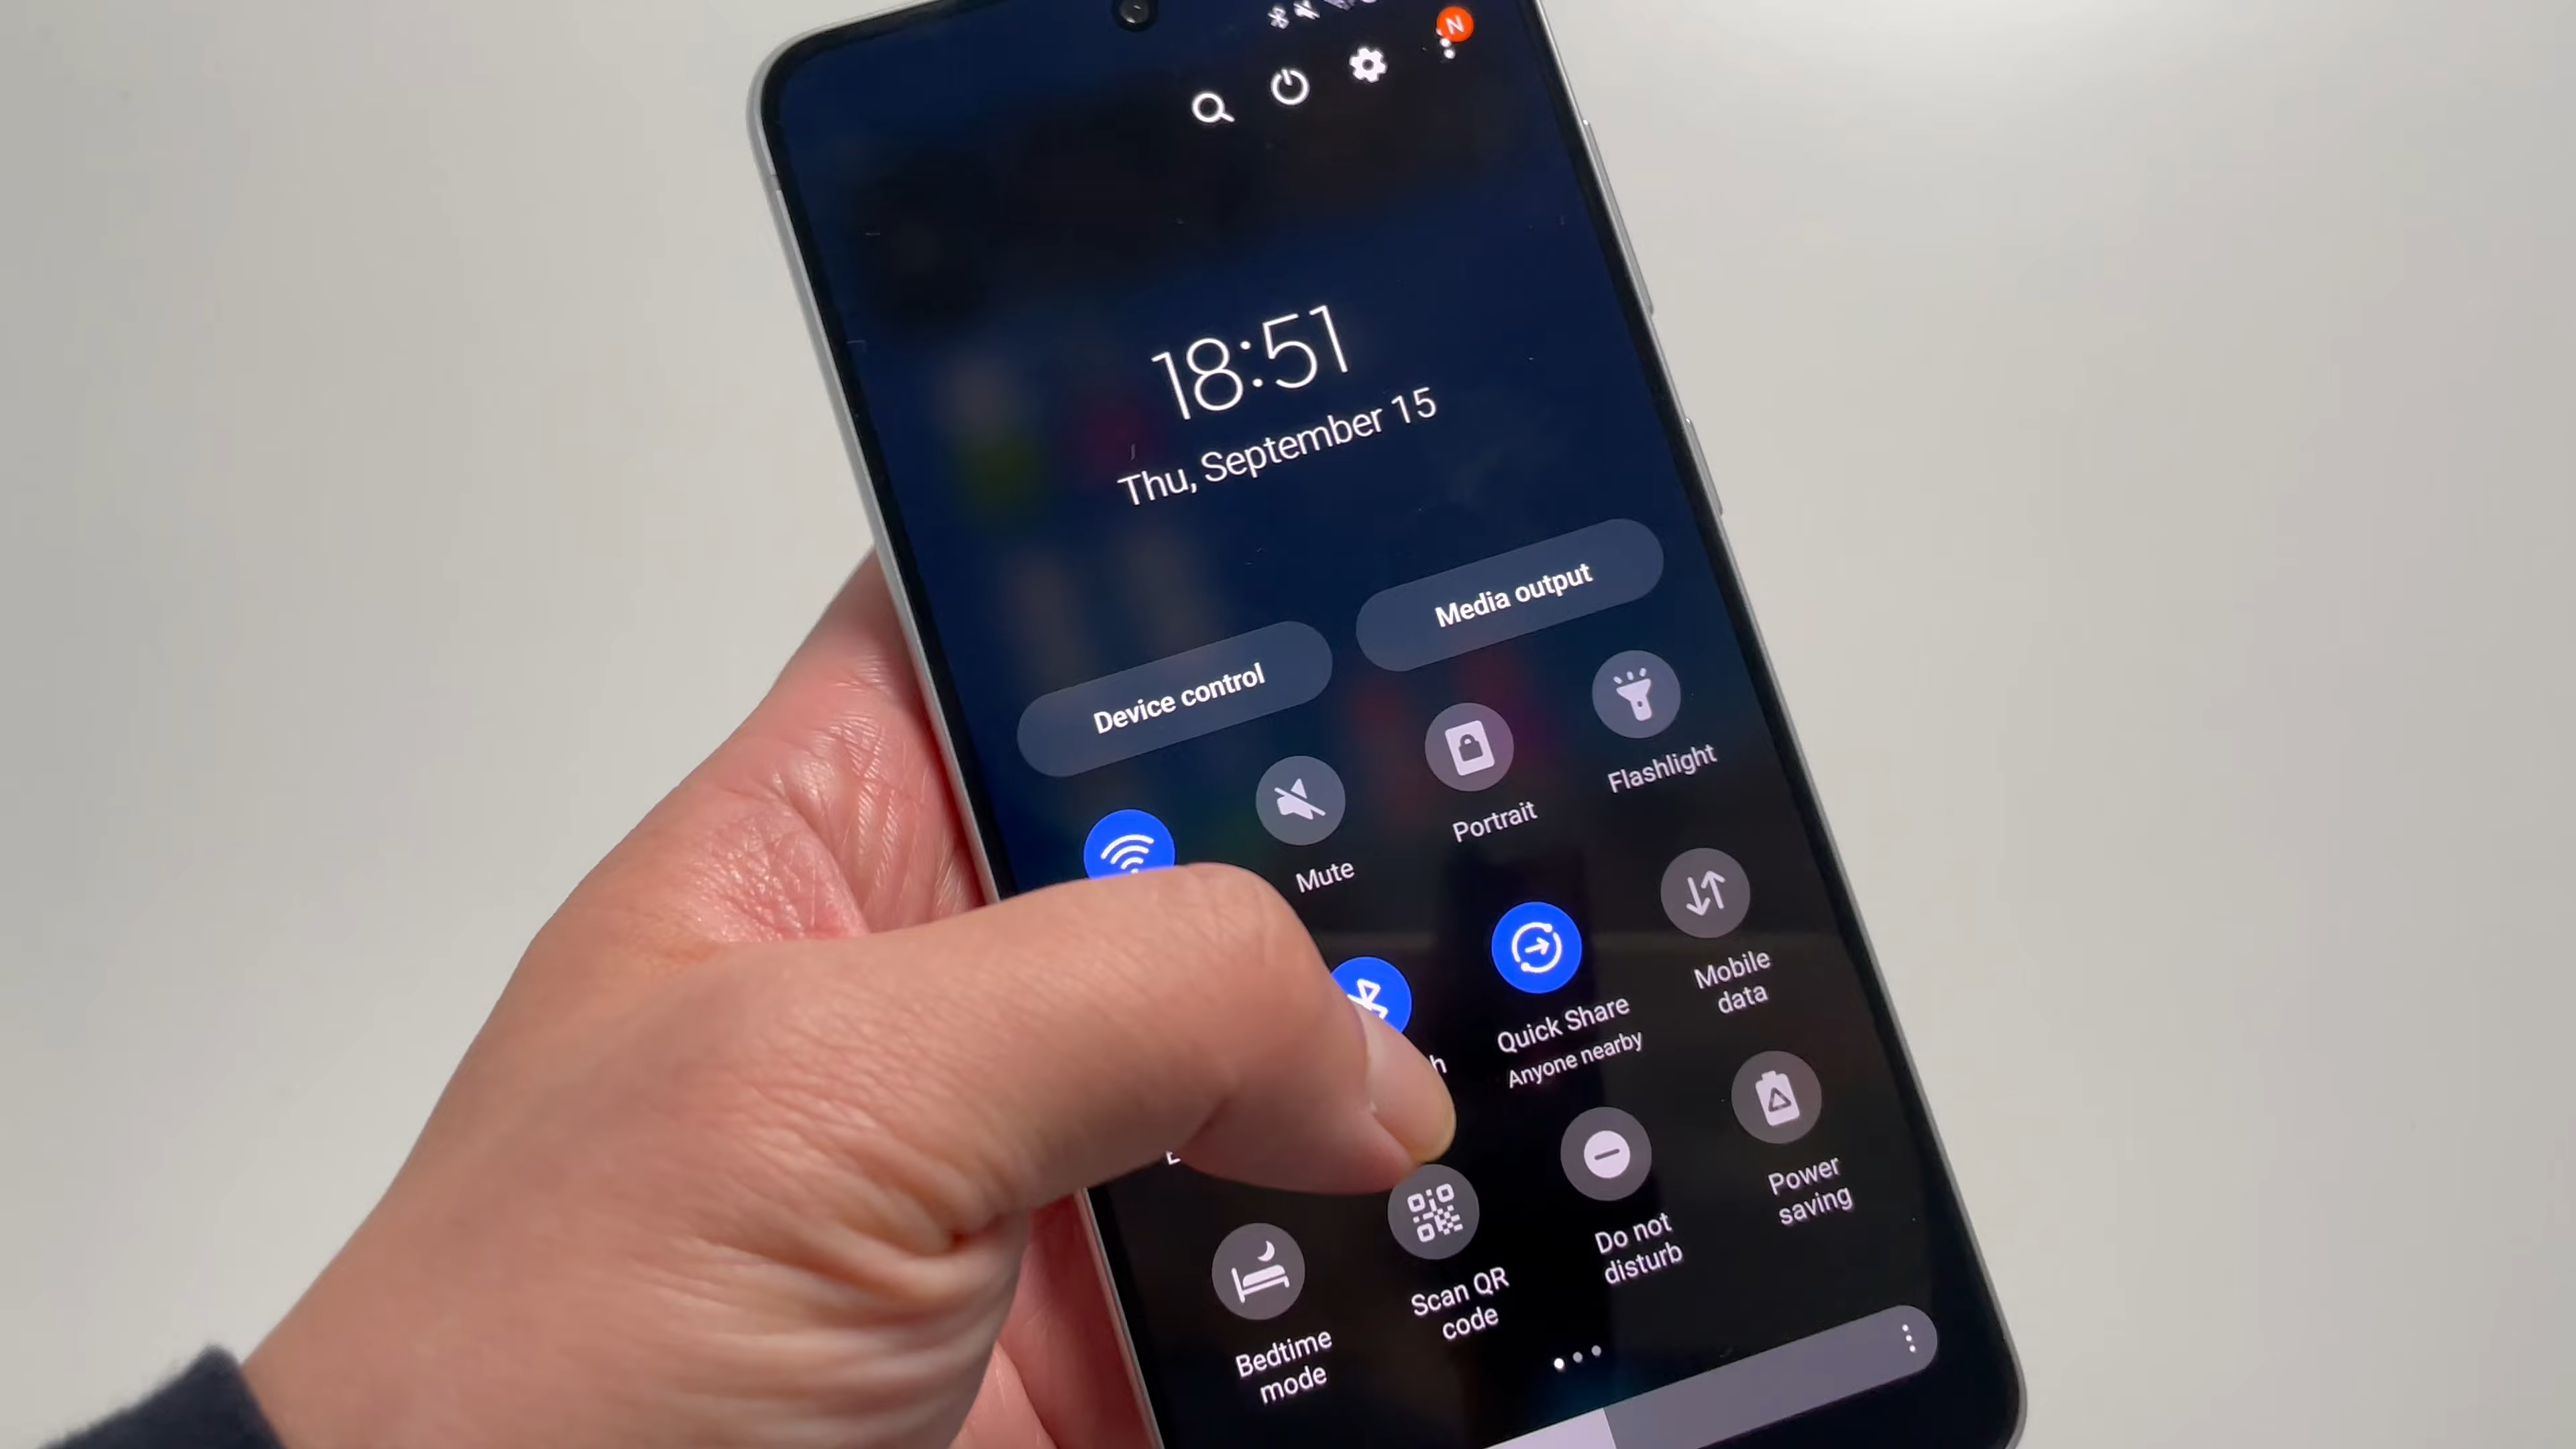 N
18:51
Thu, September 15
Device control
Media output
Mute
Portrait
Flashlight
Quick Share
Anyone nearby
Mobile
data
Bedtime
mode
Scan QR
code
Do not
disturb
Power
saving